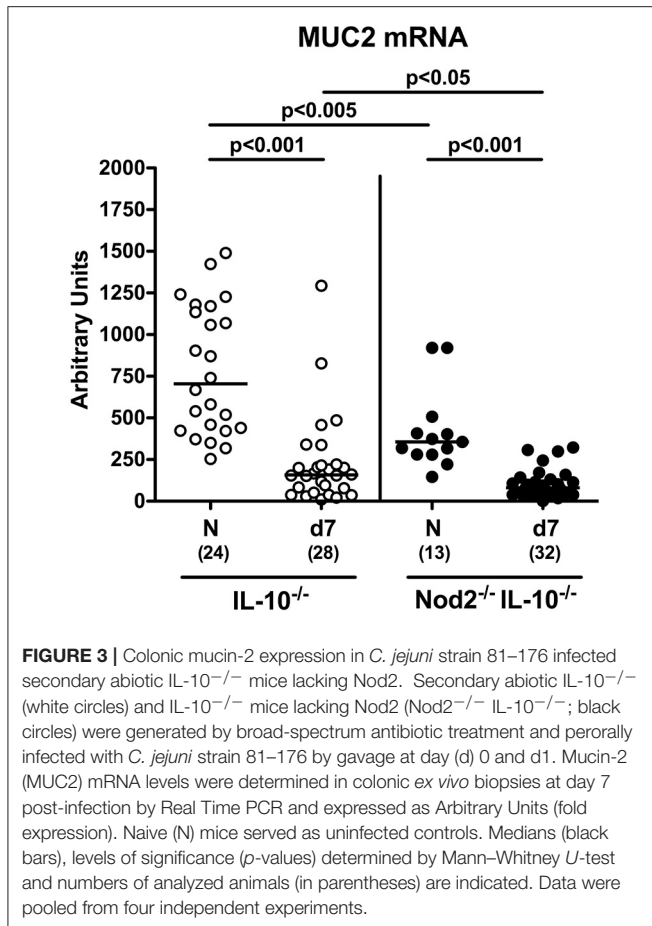 MUC2 mRNA
p<0.05
p<0.005
p<0.001 p<0.001
2000
1750
1500
1250
1000
750
500
250
0
Arbitrary Units
N d7 N d7
(24) (28) (13) (32)
IL-10-/- Nod2-/- IL-10-/-
FIGURE 3 | Colonic mucin-2 expression in C. jejuni strain 81–176 infected
secondary abiotic IL-10−/− mice lacking Nod2. Secondary abiotic IL-10−/−
(white circles) and IL-10−/− mice lacking Nod2 (Nod2−/− IL-10−/−; black
circles) were generated by broad-spectrum antibiotic treatment and perorally
infected with C. jejuni strain 81–176 by gavage at day (d) 0 and d1. Mucin-2
(MUC2) mRNA levels were determined in colonic ex vivo biopsies at day 7
post-infection by Real Time PCR and expressed as Arbitrary Units (fold
expression). Naive (N) mice served as uninfected controls. Medians (black
bars), levels of significance (p-values) determined by Mann–Whitney U-test
and numbers of analyzed animals (in parentheses) are indicated. Data were
pooled from four independent experiments.